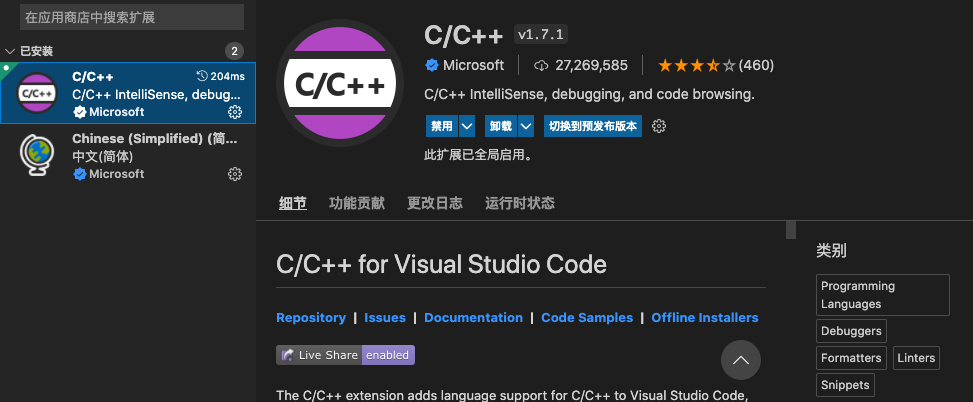 在应用商店中搜索扩展
已安装
2
C/C++
204ms
C/C++ IntelliSense, debug...
Microsoft
Chinese (Simplified) (简...
中文(简体)
Microsoft
C/C++
C/C++ v1.7.1
Microsoft | 27,269,585 | (460)
C/C++ IntelliSense, debugging, and code browsing.
禁用 卸载 切换到预发布版本
此扩展已全局启用。
细节 功能贡献 更改日志 运行时状态
C/C++ for Visual Studio Code
Repository | Issues | Documentation | Code Samples | Offline Installers
Live Share enabled
The C/C++ extension adds language support for C/C++ to Visual Studio Code,
类别
Programming
Languages
Debuggers
Formatters Linters
Snippets